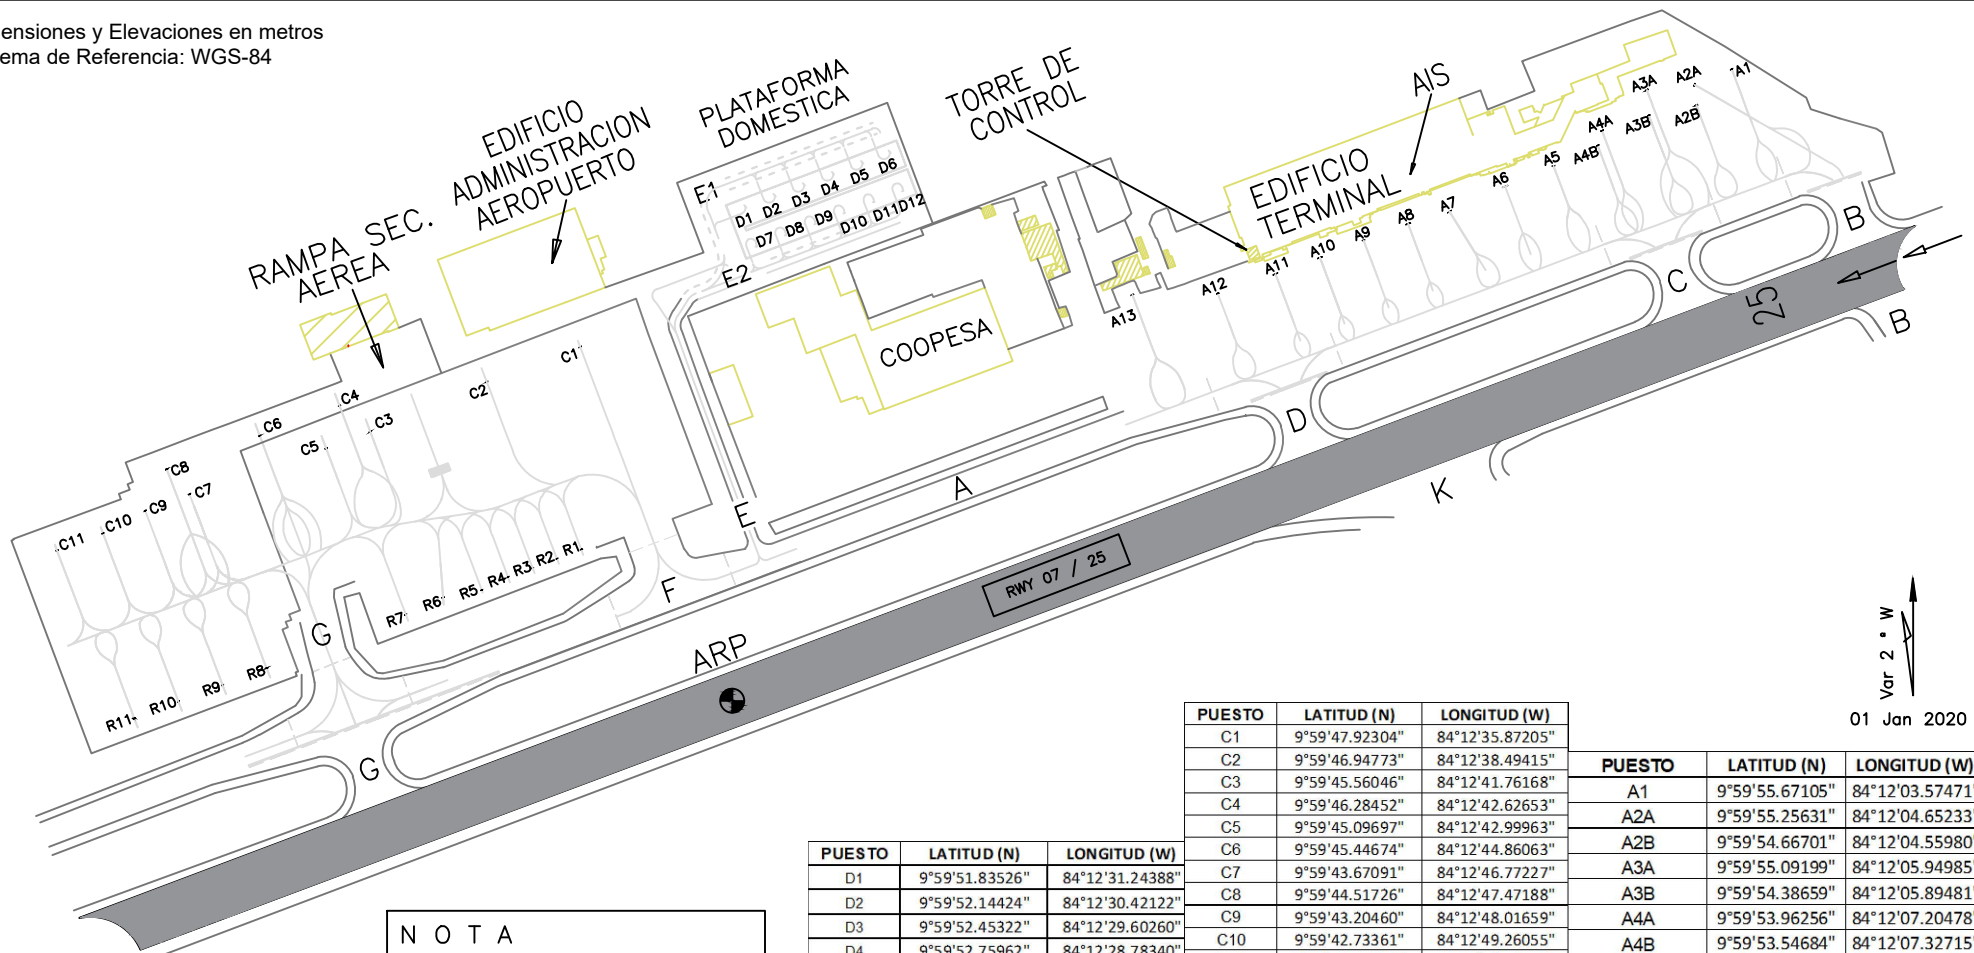 ensiones y Elevaciones en metros
ema de Referencia: WGS-84
RAMPA SEC.
AEREA
EDIFICIO
ADMINISTRACION
AEROPUERTO
PLATAFORMA
DOMESTICA
TORRE DE
CONTROL
AIS
EDIFICIO
TERMINAL
COOPESA
E1
E2
D1 D2 D3 D4 D5 D6
D7 D8 D9 D10 D11 D12
A1
A2A
A3A
A2B
A3B
A4A
A4B
A5
A6
A7
A8
A9
A10
A11
A12
A13
B
B
C
D
25
K
A
E
F
G
G
C1
C2
C3
C4
C5
C6
C7
C8
C9
C10
C11
R1
R2
R3
R4
R5
R6
R7
R8
R9
R10
R11
RWY 07 / 25
ARP
Var 2 ° W
01 Jan 2020
N O T A
PUESTO LATITUD (N) LONGITUD (W)
D1 9°59'51.83526" 84°12'31.24388"
D2 9°59'52.14424" 84°12'30.42122"
D3 9°59'52.45322" 84°12'29.60260"
D4 9°59'52.75962" 84°12'28.78340"
PUESTO LATITUD (N) LONGITUD (W)
C1 9°59'47.92304" 84°12'35.87205"
C2 9°59'46.94773" 84°12'38.49415"
C3 9°59'45.56046" 84°12'41.76168"
C4 9°59'46.28452" 84°12'42.62653"
C5 9°59'45.09697" 84°12'42.99963"
C6 9°59'45.44674" 84°12'44.86063"
C7 9°59'43.67091" 84°12'46.77227"
C8 9°59'44.51726" 84°12'47.47188"
C9 9°59'43.20460" 84°12'48.01659"
C10 9°59'42.73361" 84°12'49.26055"
PUESTO LATITUD (N) LONGITUD (W)
A1 9°59'55.67105" 84°12'03.57471"
A2A 9°59'55.25631" 84°12'04.65233"
A2B 9°59'54.66701" 84°12'04.55980"
A3A 9°59'55.09199" 84°12'05.94985"
A3B 9°59'54.38659" 84°12'05.89481"
A4A 9°59'53.96256" 84°12'07.20478"
A4B 9°59'53.54684" 84°12'07.32715"